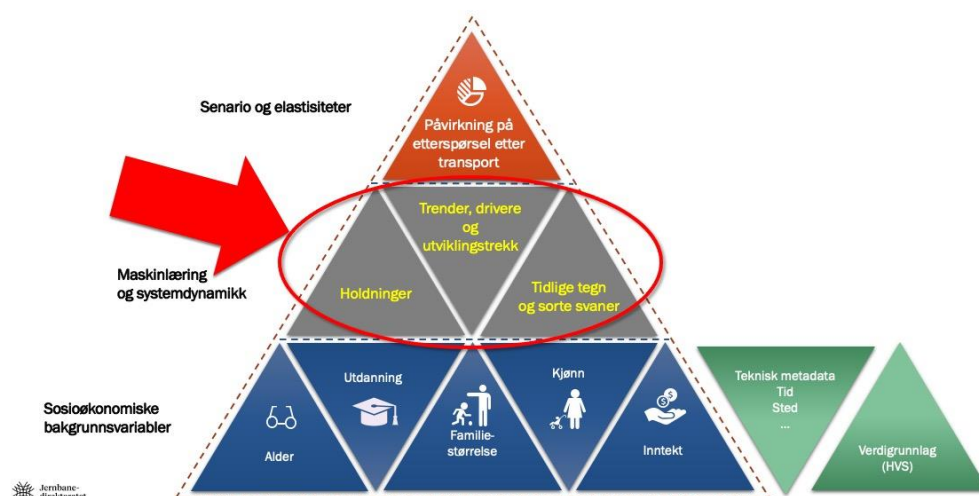 Senario og elastisiteter
Påvirkning på
etterspørsel etter
transport
Trender, drivere
og
utviklingstrekk
Maskinlæring
og systemdynamikk
Holdninger
Tidlige tegn
og sorte svaner
Sosioøkonomiske
bakgrunnsvariabler
Alder
Utdanning
Familie-
størrelse
Kjønn
Inntekt
Teknisk metadata
Tid
Sted
...
Verdigrunnlag
(HVS)
Jernbane-
direktoratet